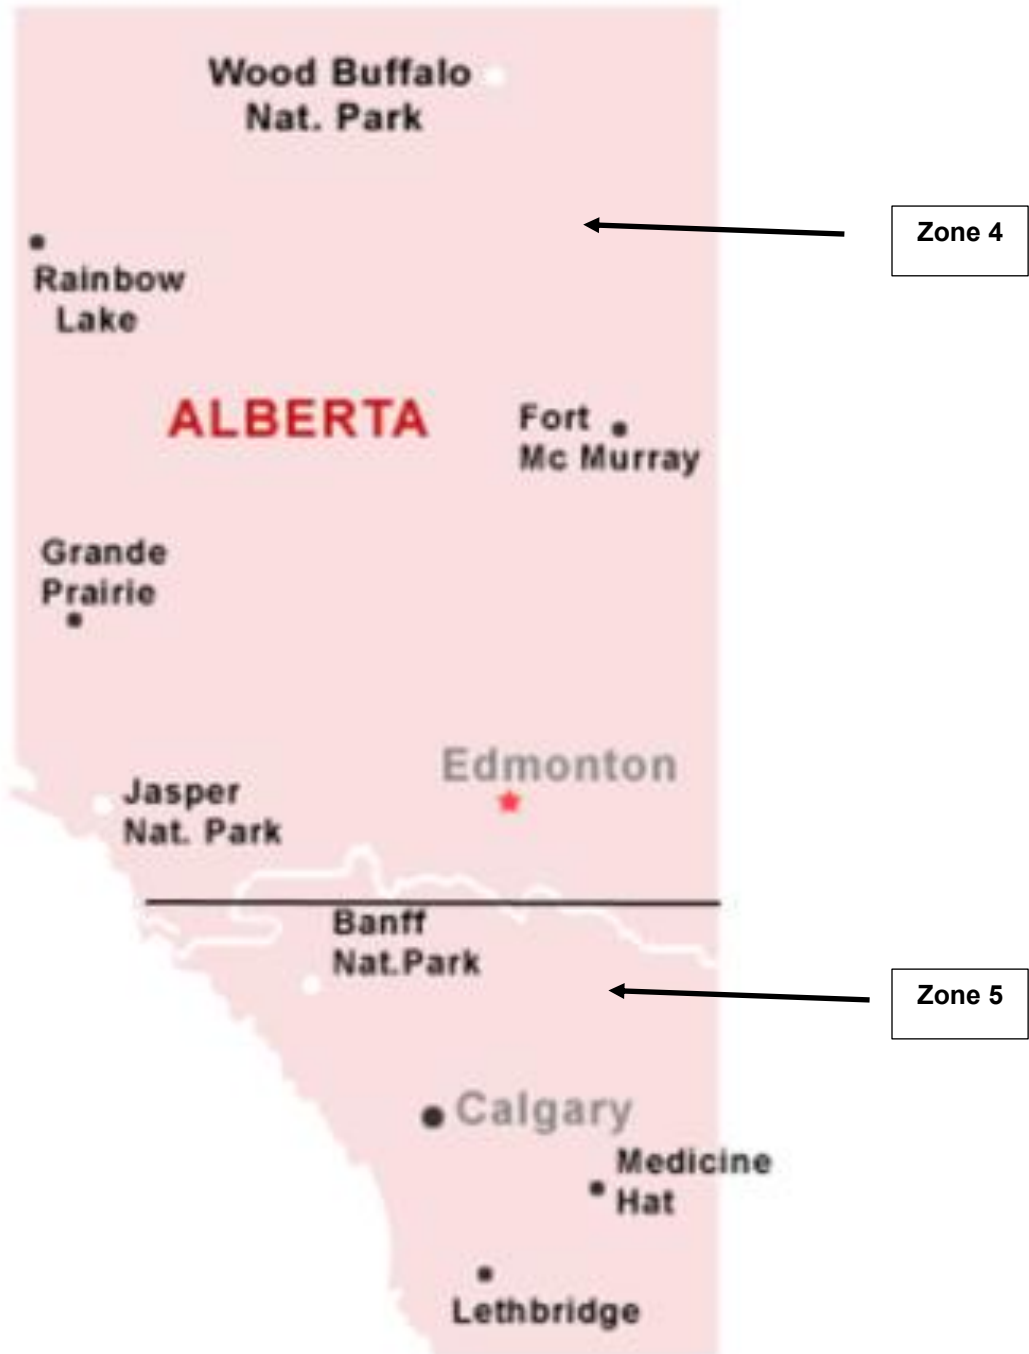 Wood Buffalo
Nat. Park
Zone 4
Rainbow
Lake
ALBERTA
Fort
Mc Murray
Grande
Prairie
Edmonton
Jasper
Nat. Park
Banff
Nat.Park
Zone 5
Calgary
Medicine
Hat
Lethbridge